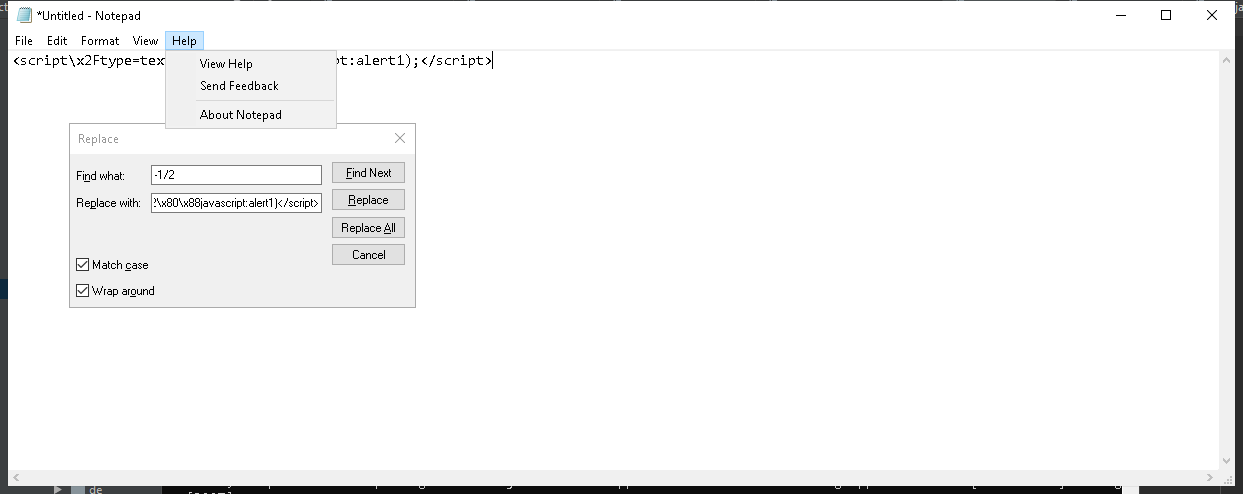 *Untitled - Notepad
File Edit Format View Help
<script\x2Ftype=tex pt:alert1);</script>
View Help
Send Feedback
About Notepad
Replace
Find what: -1/2 Find Next
Replace with: \x80\x88javascript:alert1)</script> Replace
Replace All
Cancel
Match case
Wrap around
de